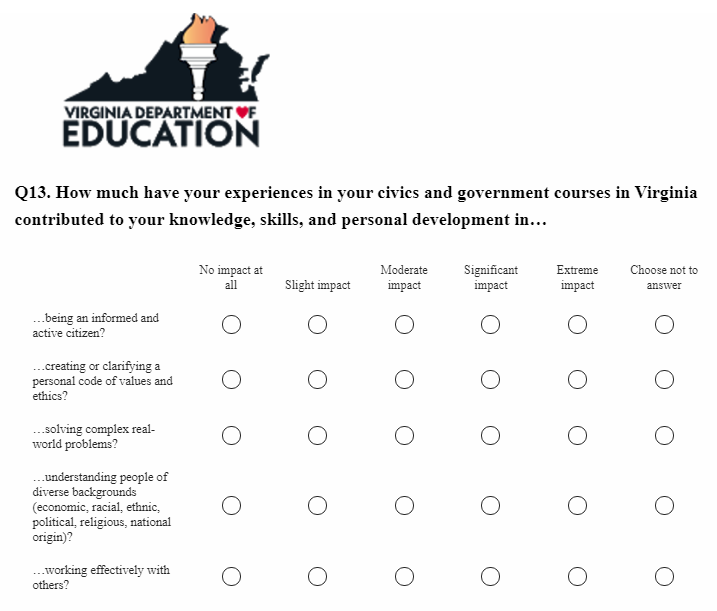 VIRGINIA DEPARTMENT OF
EDUCATION
Q13. How much have your experiences in your civics and government courses in Virginia
contributed to your knowledge, skills, and personal development in…
No impact at
all
Slight impact
Moderate
impact
Significant
impact
Extreme
impact
Choose not to
answer
…being an informed and
active citizen?
…creating or clarifying a
personal code of values and
ethics?
…solving complex real-
world problems?
…understanding people of
diverse backgrounds
(economic, racial, ethnic,
political, religious, national
origin)?
…working effectively with
others?